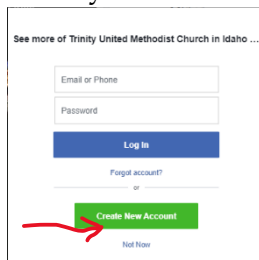 See more of Trinity United Methodist Church in Idaho ...
Email or Phone
Password
Log In
Forgot account?
or
Create New Account
Not Now